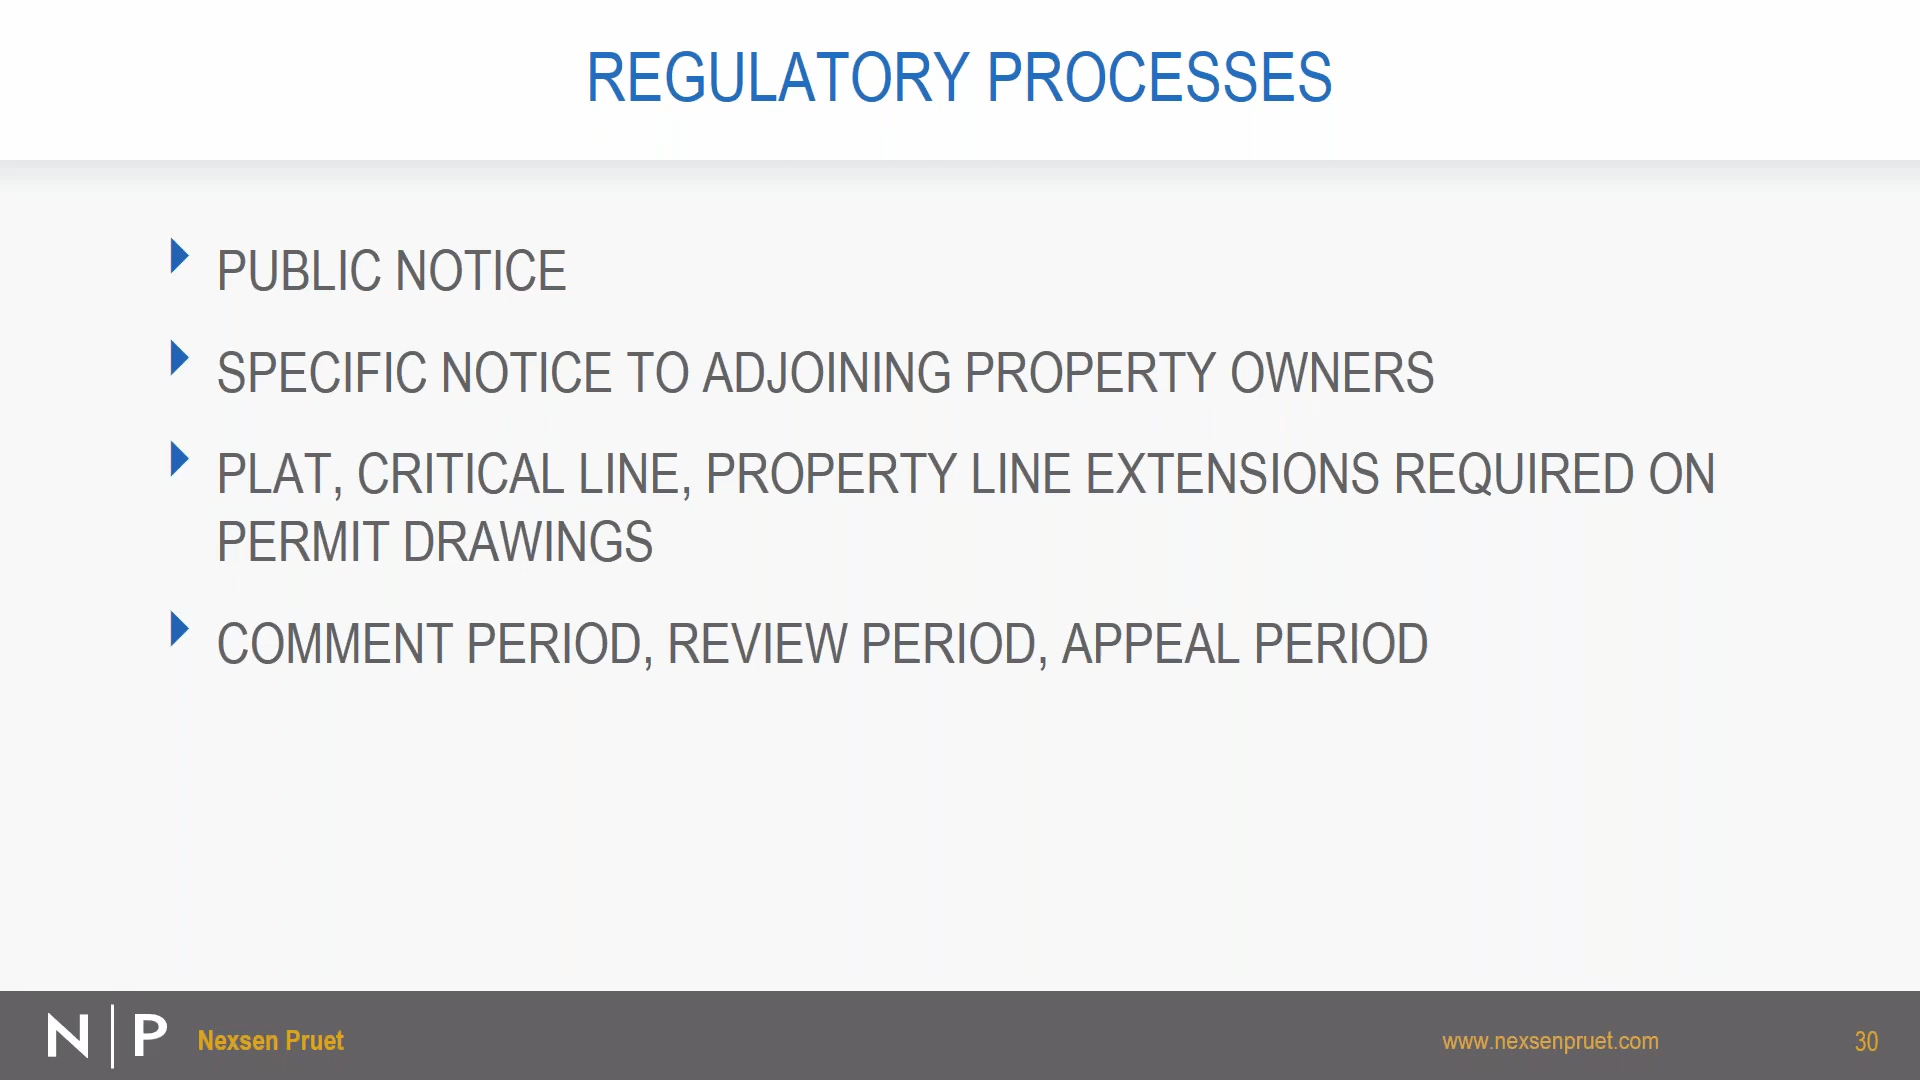 REGULATORY PROCESSES
PUBLIC NOTICE
SPECIFIC NOTICE TO ADJOINING PROPERTY OWNERS
PLAT, CRITICAL LINE, PROPERTY LINE EXTENSIONS REQUIRED ON
PERMIT DRAWINGS
COMMENT PERIOD, REVIEW PERIOD, APPEAL PERIOD
N|P Nexsen Pruet www.nexsenpruet.com 30